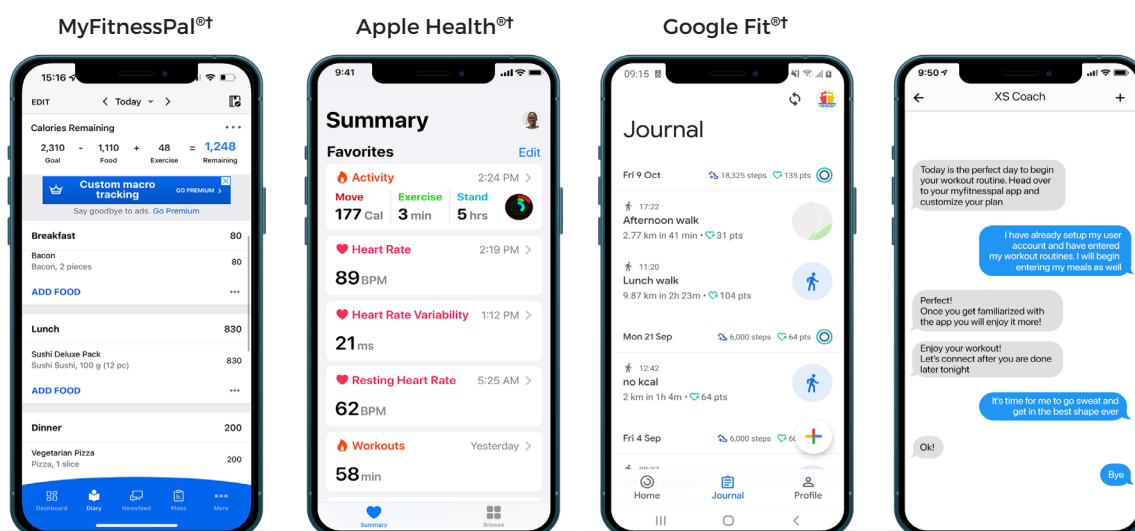 MyFitnessPal®†
15:16
EDIT
< Today >
Calories Remaining
2,310 - 1,110 + 48 = 1,248
Goal Food Exercise Remaining
Custom macro
tracking
GO PREMIUM >
Say goodbye to ads. Go Premium
Breakfast 80
Bacon
Bacon, 2 pieces
80
ADD FOOD
Lunch 830
Sushi Deluxe Pack
Sushi Sushi, 100 g (12 pc)
830
ADD FOOD
Dinner 200
Vegetarian Pizza
Pizza, 1 slice
200
Dashboard Diary Newsfeed Plans More
Apple Health®†
9:41
Summary
Favorites Edit
Activity 2:24 PM >
Move Exercise Stand
177 Cal 3 min 5 hrs
Heart Rate 2:19 PM >
89 BPM
Heart Rate Variability 1:12 PM >
21 ms
Resting Heart Rate 5:25 AM >
62 BPM
Workouts Yesterday >
58 min
Summary Browse
Google Fit®†
09:15
Journal
Fri 9 Oct 18,325 steps 135 pts
17:22
Afternoon walk
2.77 km in 41 min • 31 pts
11:20
Lunch walk
9.87 km in 2h 23m • 104 pts
Mon 21 Sep 6,000 steps 64 pts
12:42
no kcal
2 km in 1h 4m • 64 pts
Fri 4 Sep 6,000 steps
Home Journal Profile
9:50
XS Coach +
Today is the perfect day to begin
your workout routine. Head over
to your myfitnesspal app and
customize your plan
I have already setup my user
account and have entered
my workout routines. I will begin
entering my meals as well
Perfect!
Once you get familiarized with
the app you will enjoy it more!
Enjoy your workout!
Let's connect after you are done
later tonight
It's time for me to go sweat and
get in the best shape ever
Ok!
Bye